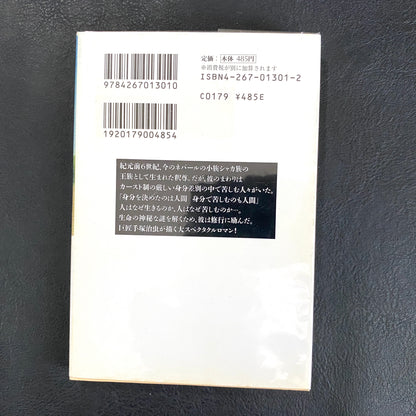 定価：本体485円
※消費税が別に加算されます
ISBN4-267-01301-2
C0179 ¥485E
9784267013010
1920179004854
紀元前6世紀、今のネパールの小族シャカ族の
王族として生まれた釈尊。だが、彼のまわりは
カースト制の厳しい身分差別の中で苦しむ人々がいた。
「身分を決めたのは人間 身分で苦しむのも人間」
人はなぜ生きるのか、人はなぜ苦しむのか…。
生命の神秘な謎を解くため、彼は修行に励んだ。
巨匠手塚治虫が描く大スペクタクルロマン！